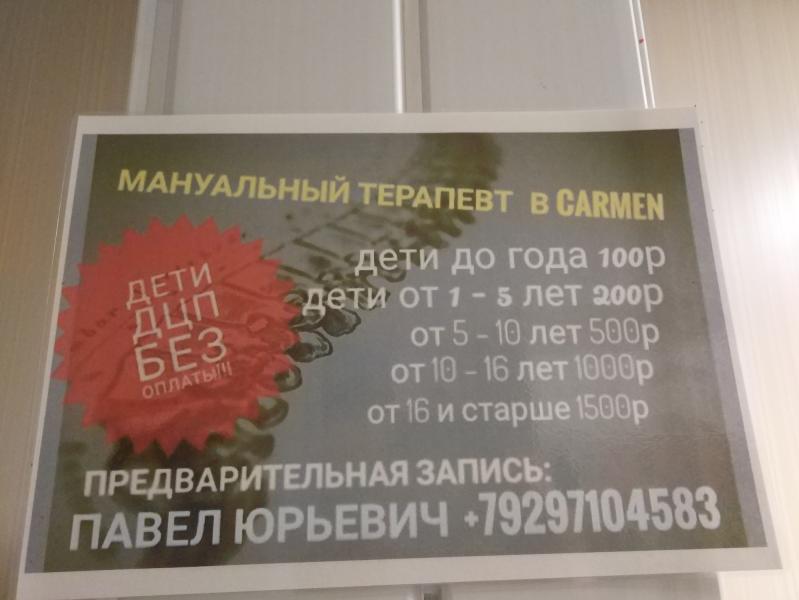 МАНУАЛЬНЫЙ ТЕРАПЕВТ В CARMEN
ДЕТИ
ДЦП
БЕЗ
ОПЛАТЫ!!!
дети до года 100р
дети от 1 - 5 лет 200р
от 5 - 10 лет 500р
от 10 - 16 лет 1000р
от 16 и старше 1500р
ПРЕДВАРИТЕЛЬНАЯ ЗАПИСЬ:
ПАВЕЛ ЮРЬЕВИЧ +79297104583